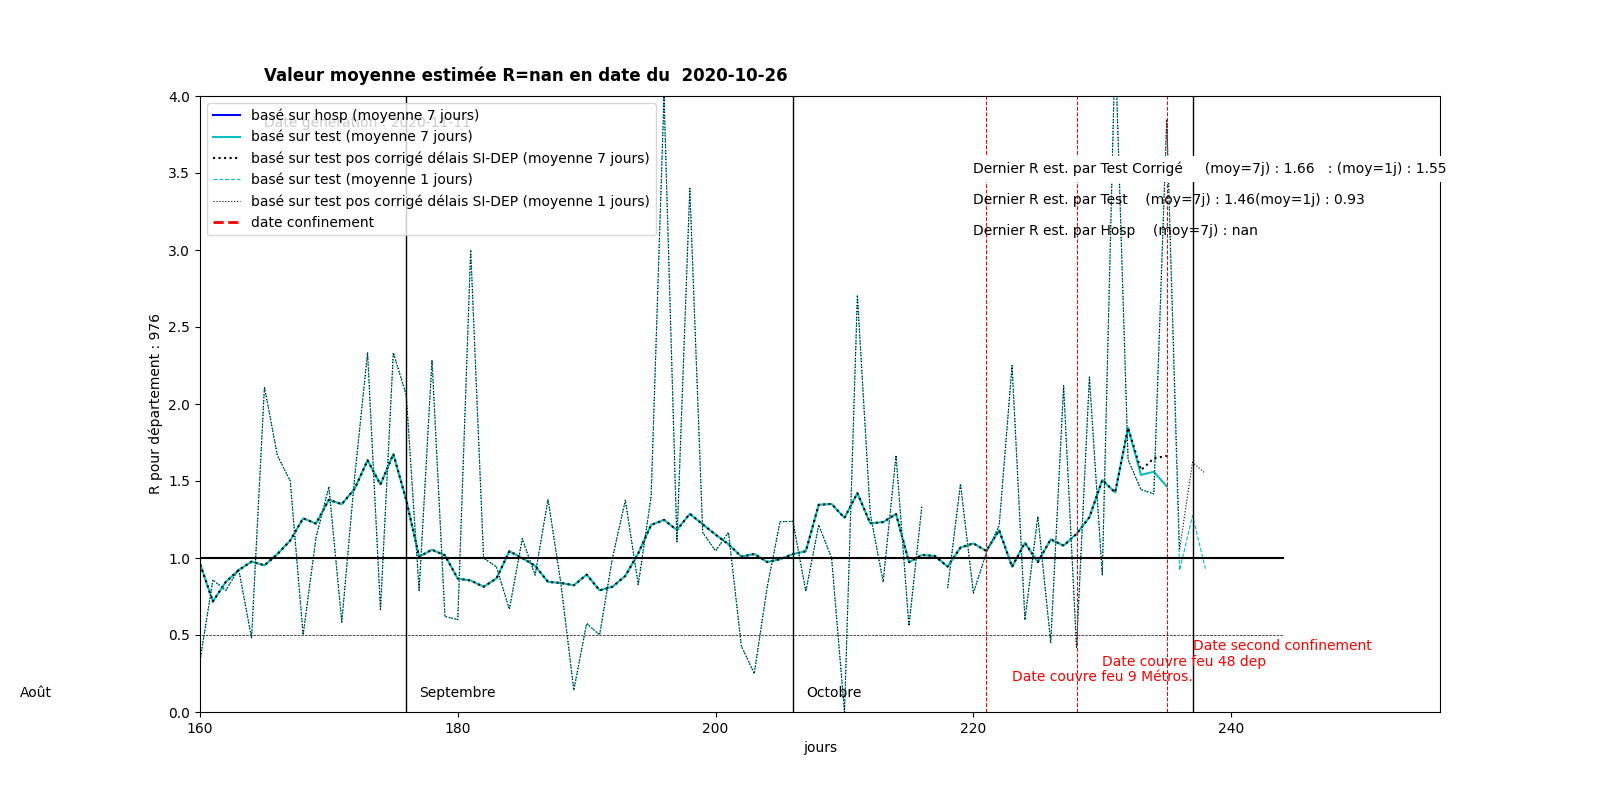 Valeur moyenne estimée R=nan en date du  2020-10-26
4.0
3.5
3.0
2.5
2.0
1.5
1.0
0.5
0.0
R pour département : 976
basé sur hosp (moyenne 7 jours)
Date génération : 2020-11-11
basé sur test (moyenne 7 jours)
basé sur test pos corrigé délais SI-DEP (moyenne 7 jours)
basé sur test (moyenne 1 jours)
basé sur test pos corrigé délais SI-DEP (moyenne 1 jours)
date confinement
Dernier R est. par Test Corrigé     (moy=7j) : 1.66   : (moy=1j) : 1.55
Dernier R est. par Test    (moy=7j) : 1.46(moy=1j) : 0.93
Dernier R est. par Hosp    (moy=7j) : nan
Date second confinement
Date couvre feu 48 dep
Date couvre feu 9 Métros.
Août
Septembre
Octobre
160
180
200
220
240
jours